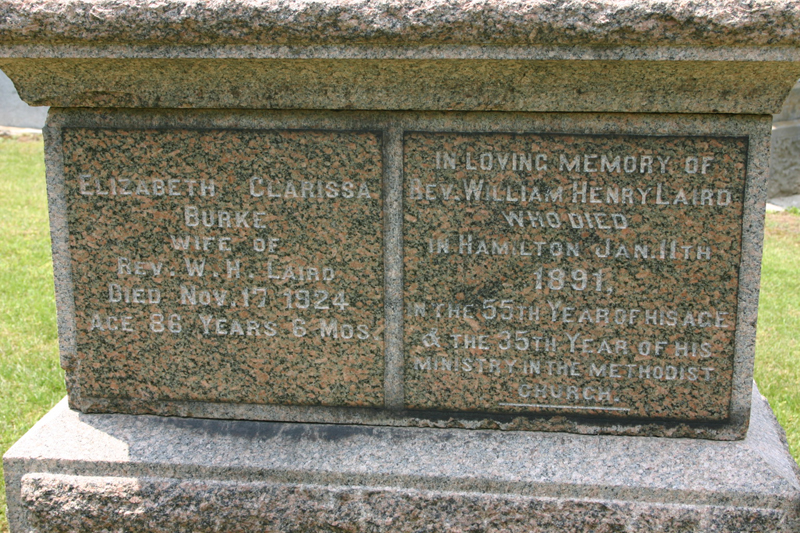 ELIZABETH CLARISSA
BURKE
WIFE OF
REV. W. H. LAIRD
DIED NOV. 17 1924
AGE 86 YEARS 6 MOS.
IN LOVING MEMORY OF
REV. WILLIAM HENRY LAIRD
WHO DIED
IN HAMILTON JAN. 11TH
1891,
IN THE 55TH YEAR OF HIS AGE
& THE 35TH YEAR OF HIS
MINISTRY IN THE METHODIST
CHURCH.